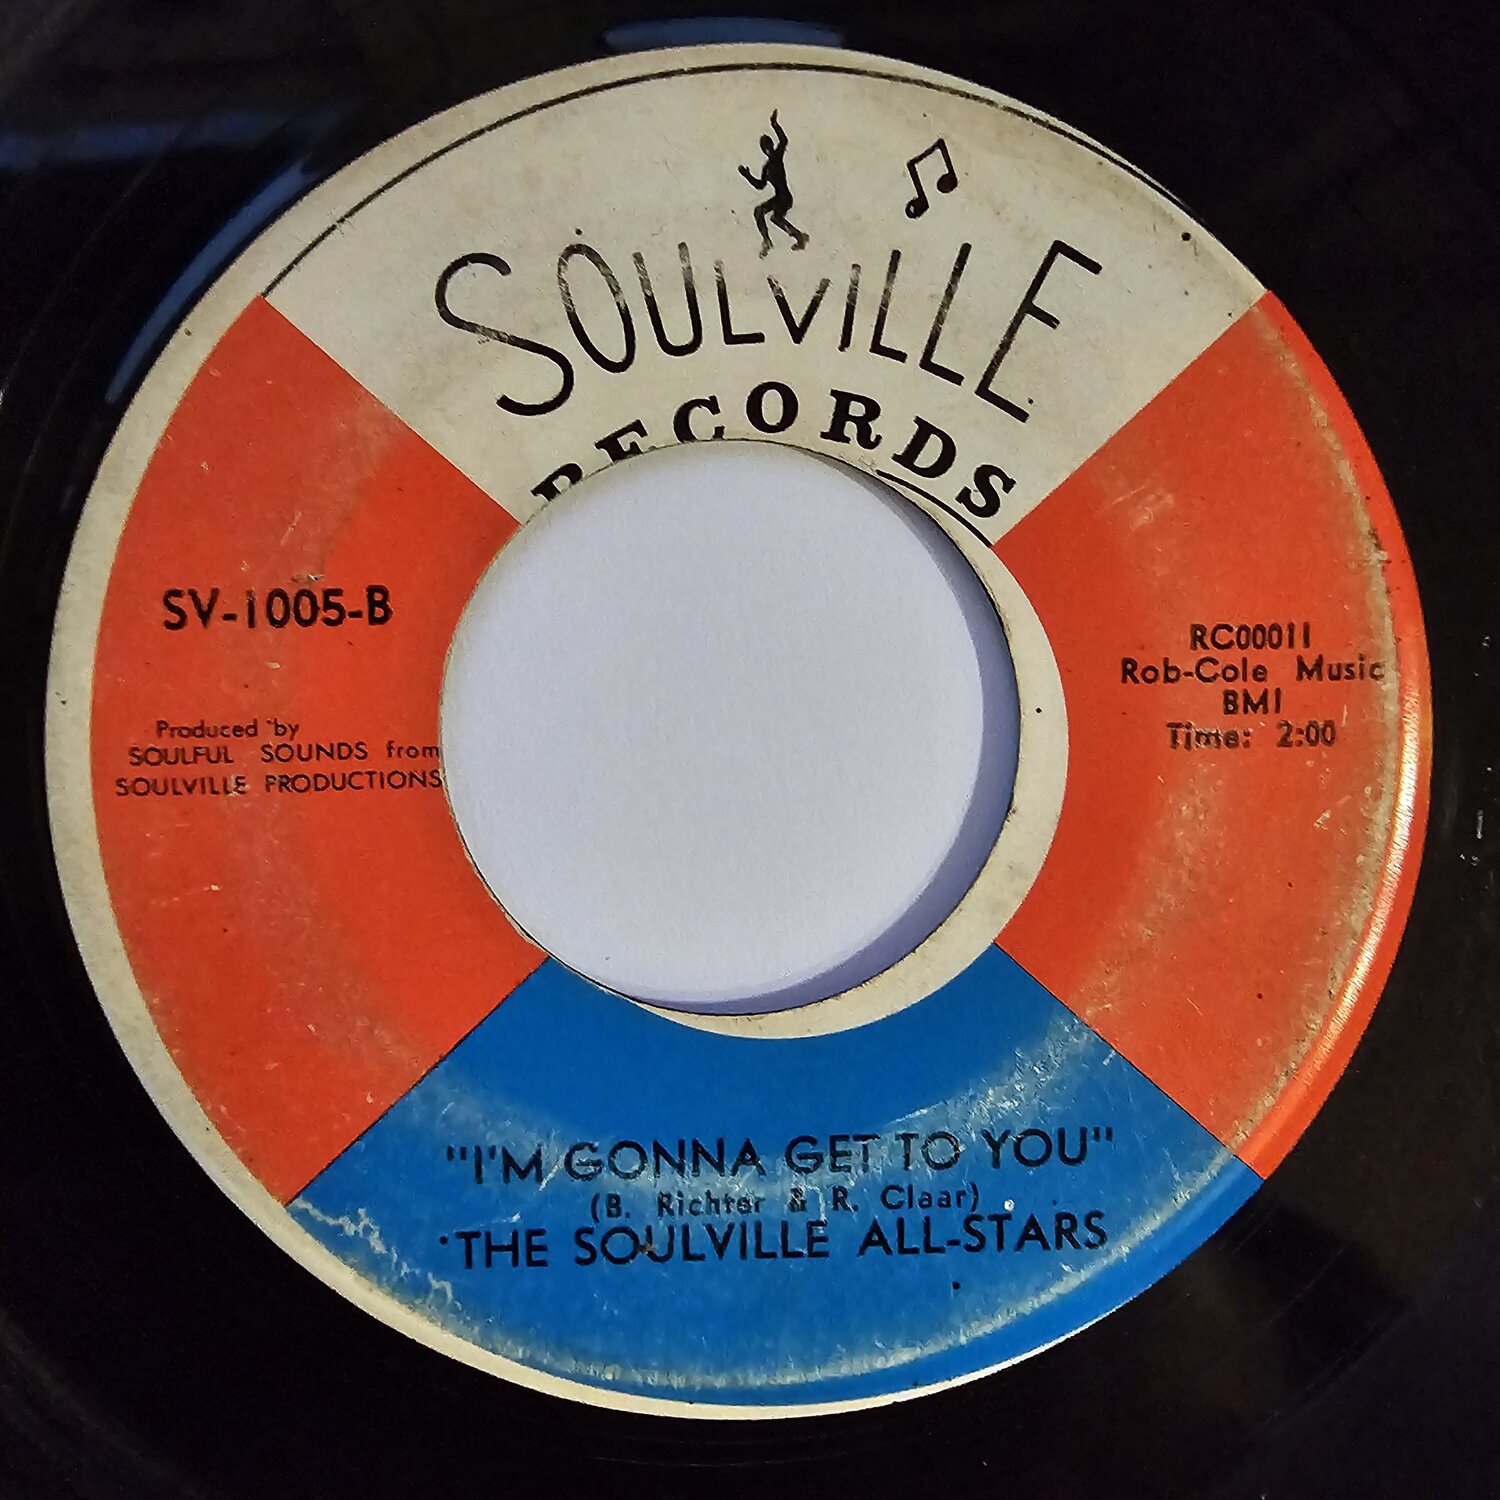 SOULVILLE
RECORDS
SV-1005-B
Produced by
SOULFUL SOUNDS from
SOULVILLE PRODUCTIONS
RC00011
Rob-Cole Music
BMI
Time: 2:00
"I'M GONNA GET TO YOU"
(B. Richter & R. Claar)
THE SOULVILLE ALL-STARS